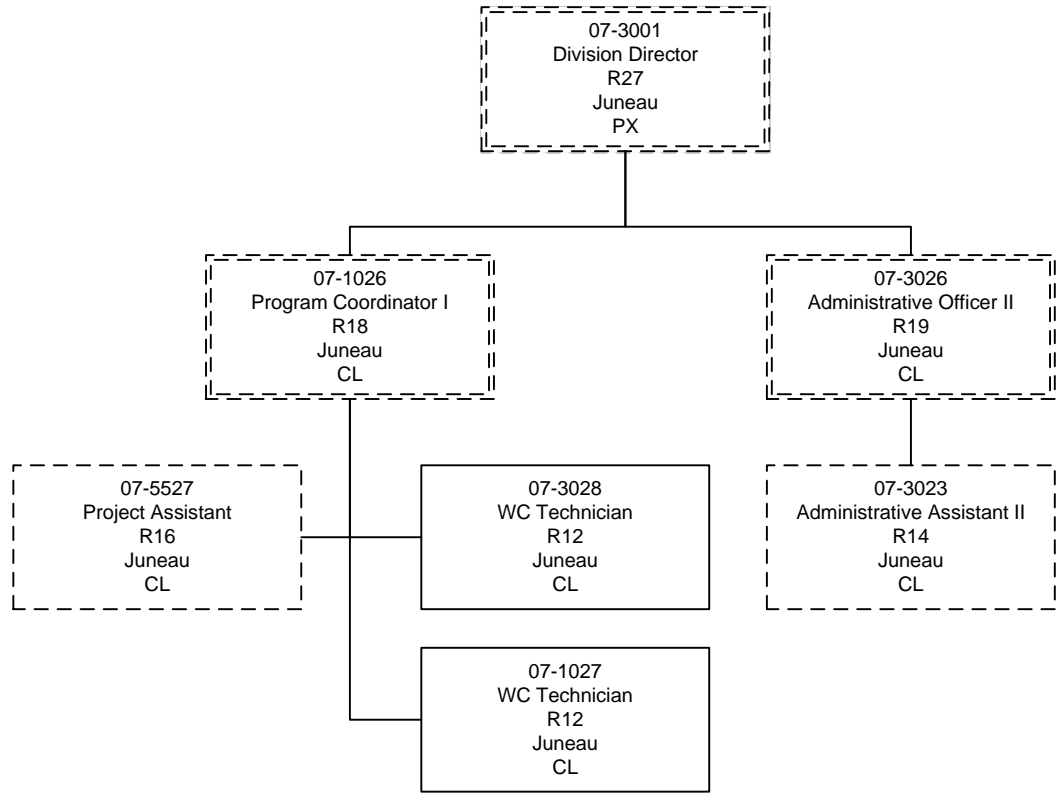 07-3001
Division Director
R27
Juneau
PX
07-1026
Program Coordinator I
R18
Juneau
CL
07-3026
Administrative Officer II
R19
Juneau
CL
07-5527
Project Assistant
R16
Juneau
CL
07-3028
WC Technician
R12
Juneau
CL
07-3023
Administrative Assistant II
R14
Juneau
CL
07-1027
WC Technician
R12
Juneau
CL